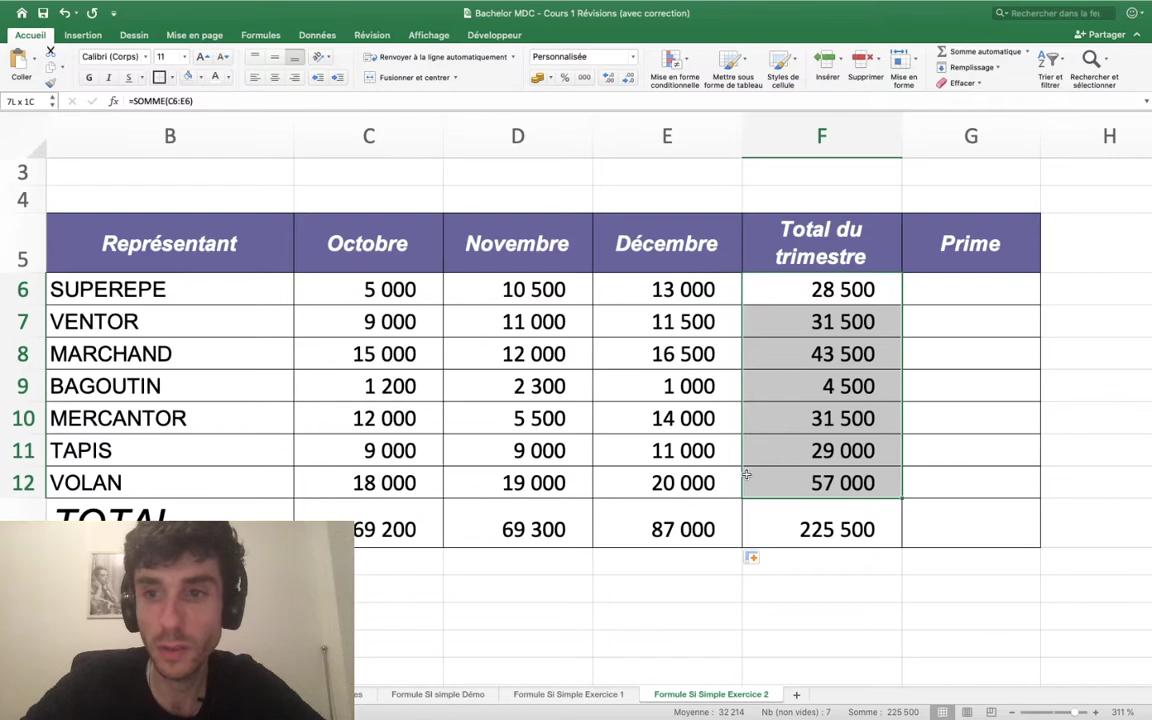 Bachelor MDC - Cours 1 Révisions (avec correction)
Rechercher dans la feu
Accueil Insertion Dessin Mise en page Formules Données Révision Affichage Développeur
Partager
Coller
Calibri (Corps) 11
G I S
Renvoyer à la ligne automatiquement
Fusionner et centrer
Personnalisée
% 000
Mise en forme conditionnelle
Mettre sous forme de tableau
Styles de cellule
Insérer
Supprimer
Mise en forme
Somme automatique
Remplissage
Effacer
Trier et filtrer
Rechercher et sélectionner
7L x 1C fx =SOMME(C6:E6)
B C D E F G H
3
4
5 Représentant Octobre Novembre Décembre Total du trimestre Prime
6 SUPEREPE 5 000 10 500 13 000 28 500
7 VENTOR 9 000 11 000 11 500 31 500
8 MARCHAND 15 000 12 000 16 500 43 500
9 BAGOUTIN 1 200 2 300 1 000 4 500
10 MERCANTOR 12 000 5 500 14 000 31 500
11 TAPIS 9 000 9 000 11 000 29 000
12 VOLAN 18 000 19 000 20 000 57 000
TOTAL 69 200 69 300 87 000 225 500
es Formule SI simple Démo Formule Si Simple Exercice 1 Formule Si Simple Exercice 2
Moyenne : 32 214 Nb (non vides) : 7 Somme : 225 500 311 %